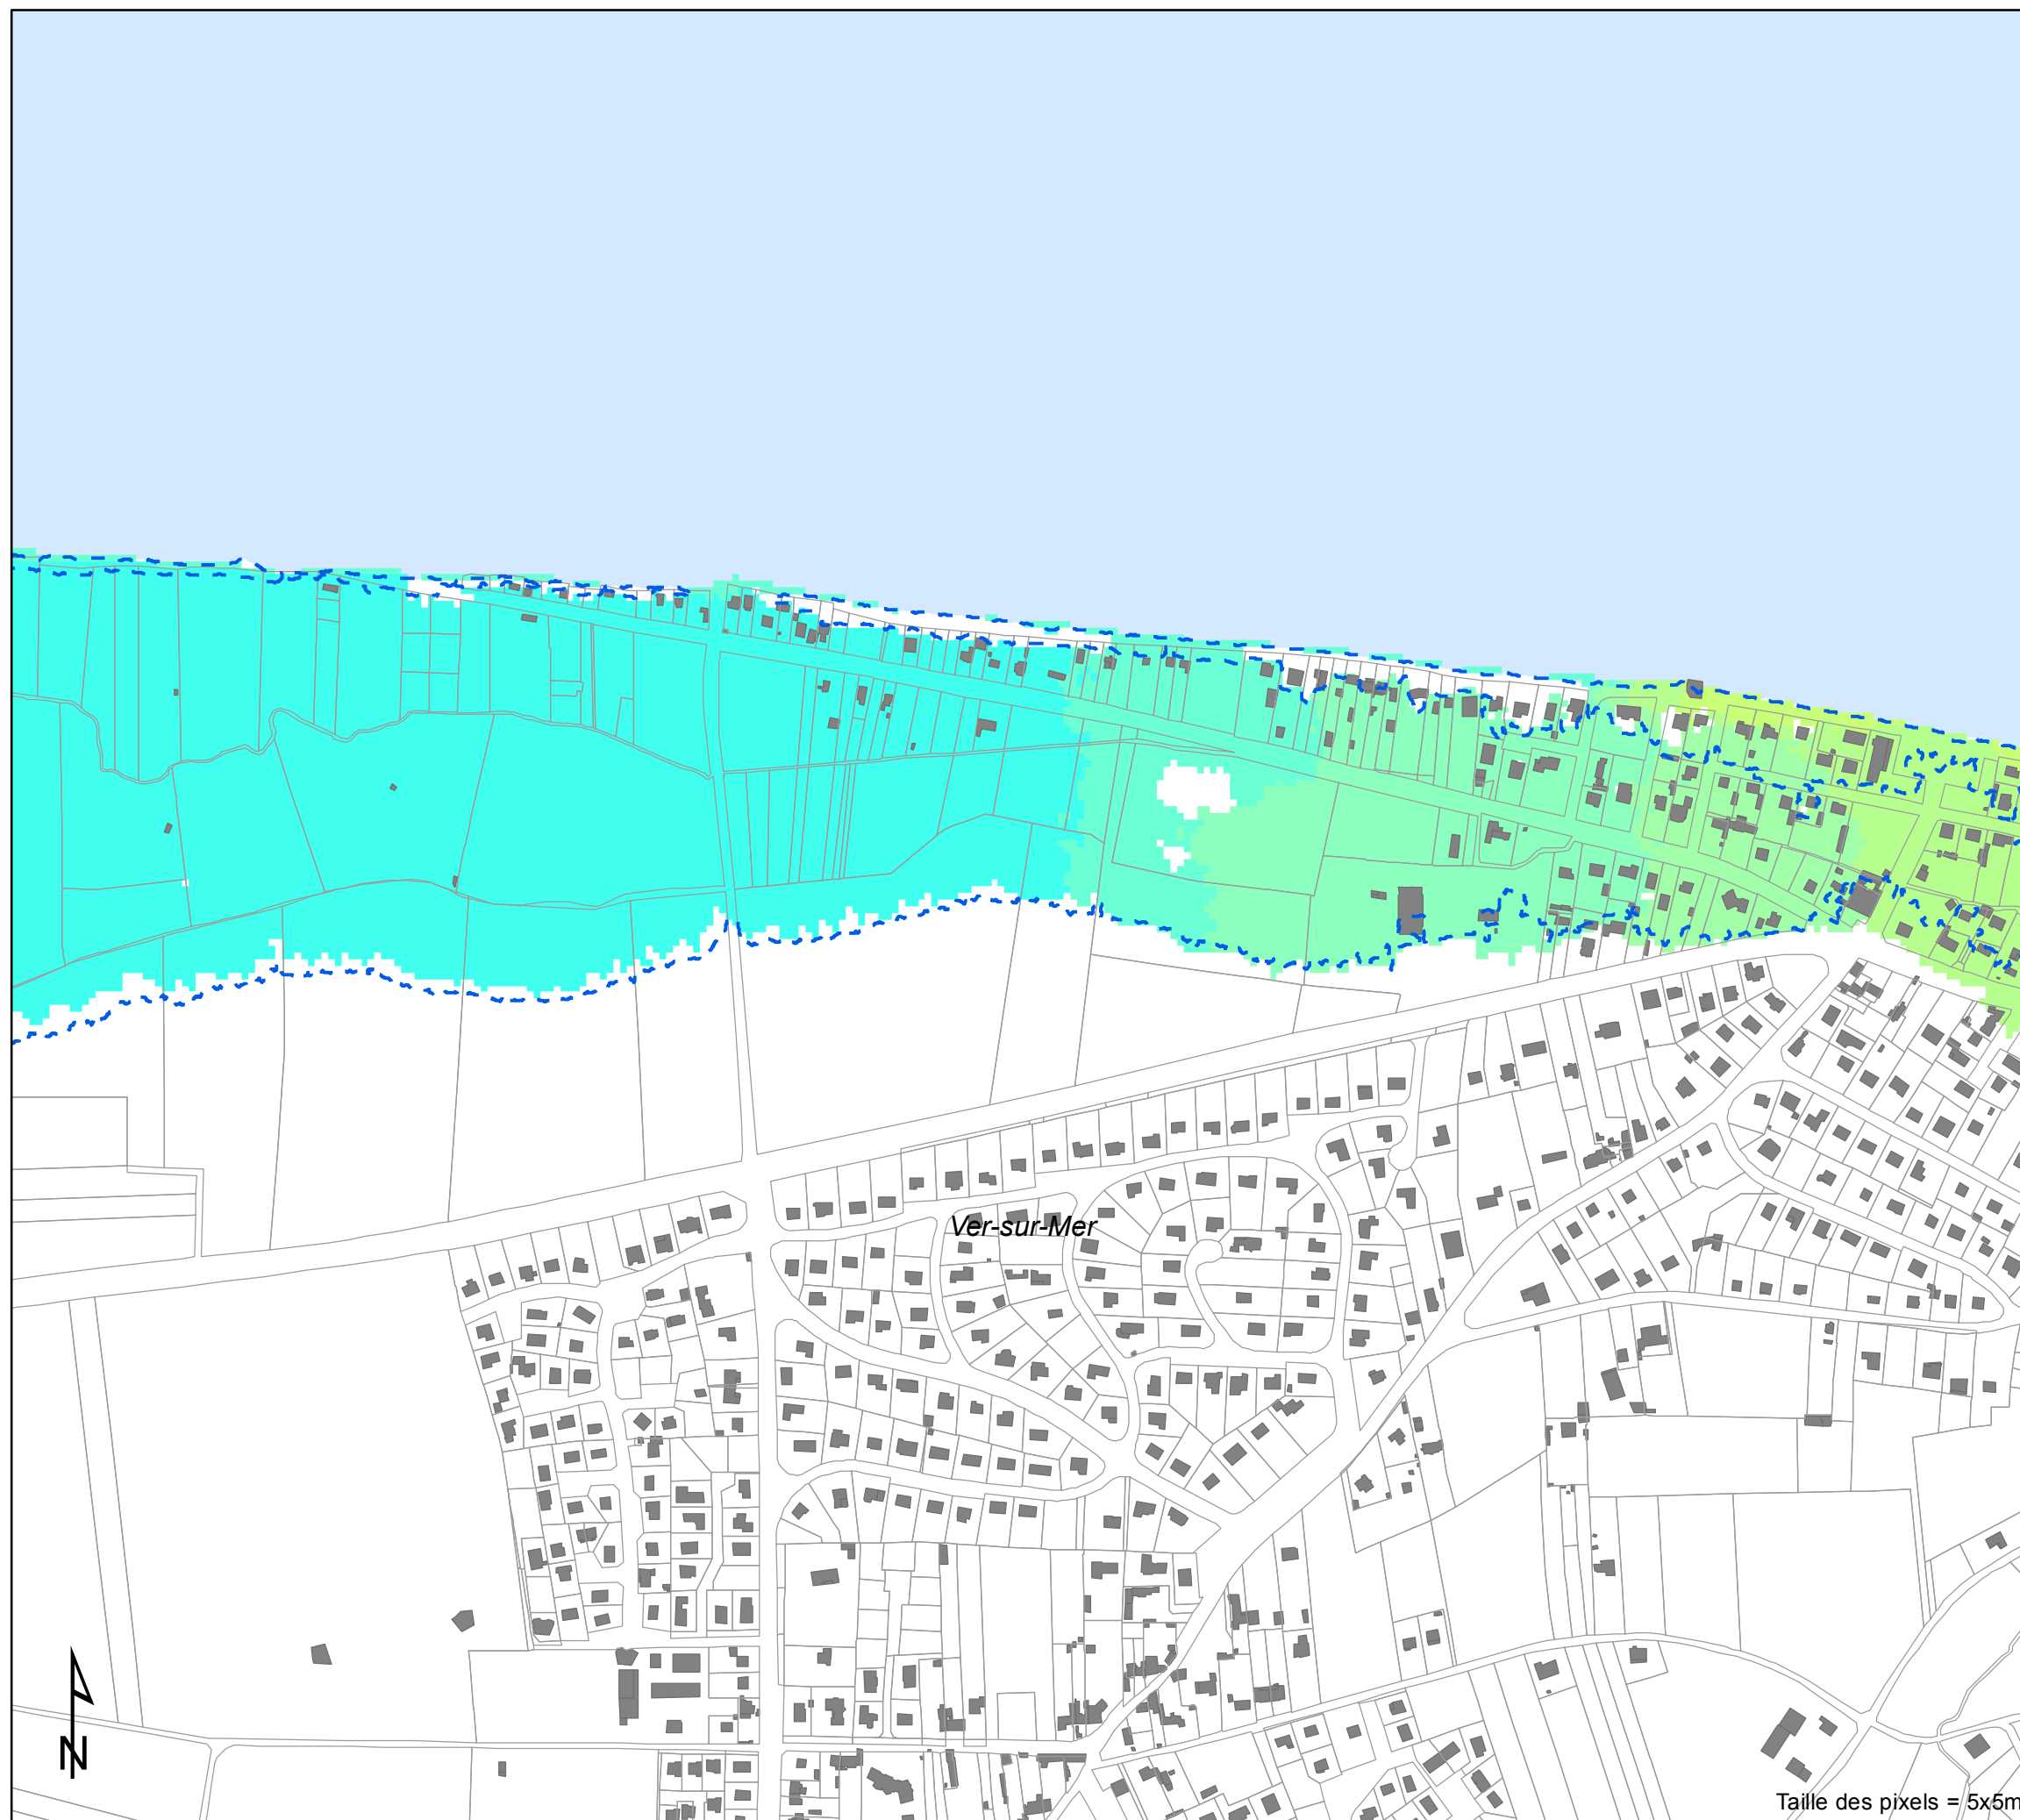 Ver-sur-Mer
N
Taille des pixels = 5x5m